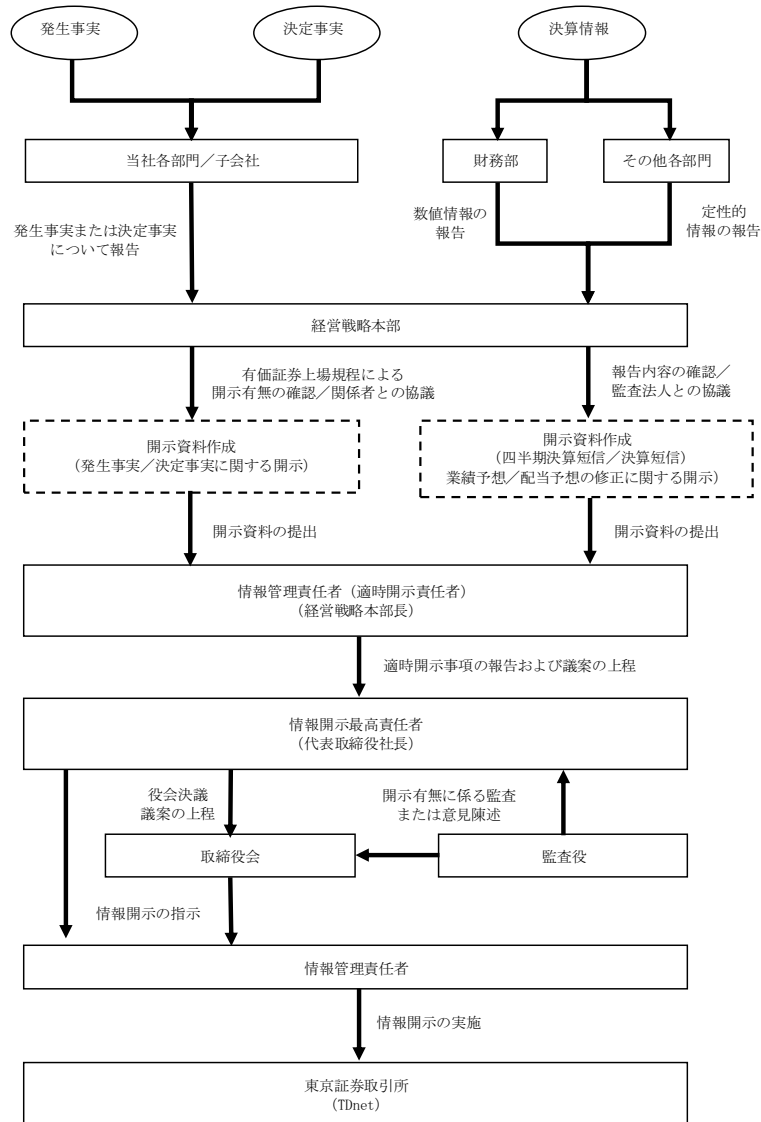 発生事実
決定事実
決算情報
当社各部門／子会社
財務部
その他各部門
発生事実または決定事実
について報告
数値情報の
報告
定性的
情報の報告
経営戦略本部
有価証券上場規程による
開示有無の確認／関係者との協議
報告内容の確認／
監査法人との協議
開示資料作成
（発生事実／決定事実に関する開示）
開示資料作成
（四半期決算短信／決算短信）
業績予想／配当予想の修正に関する開示）
開示資料の提出
開示資料の提出
情報管理責任者（適時開示責任者）
（経営戦略本部長）
適時開示事項の報告および議案の上程
情報開示最高責任者
（代表取締役社長）
役会決議
議案の上程
開示有無に係る監査
または意見陳述
取締役会
監査役
情報開示の指示
情報管理責任者
情報開示の実施
東京証券取引所
（TDnet）